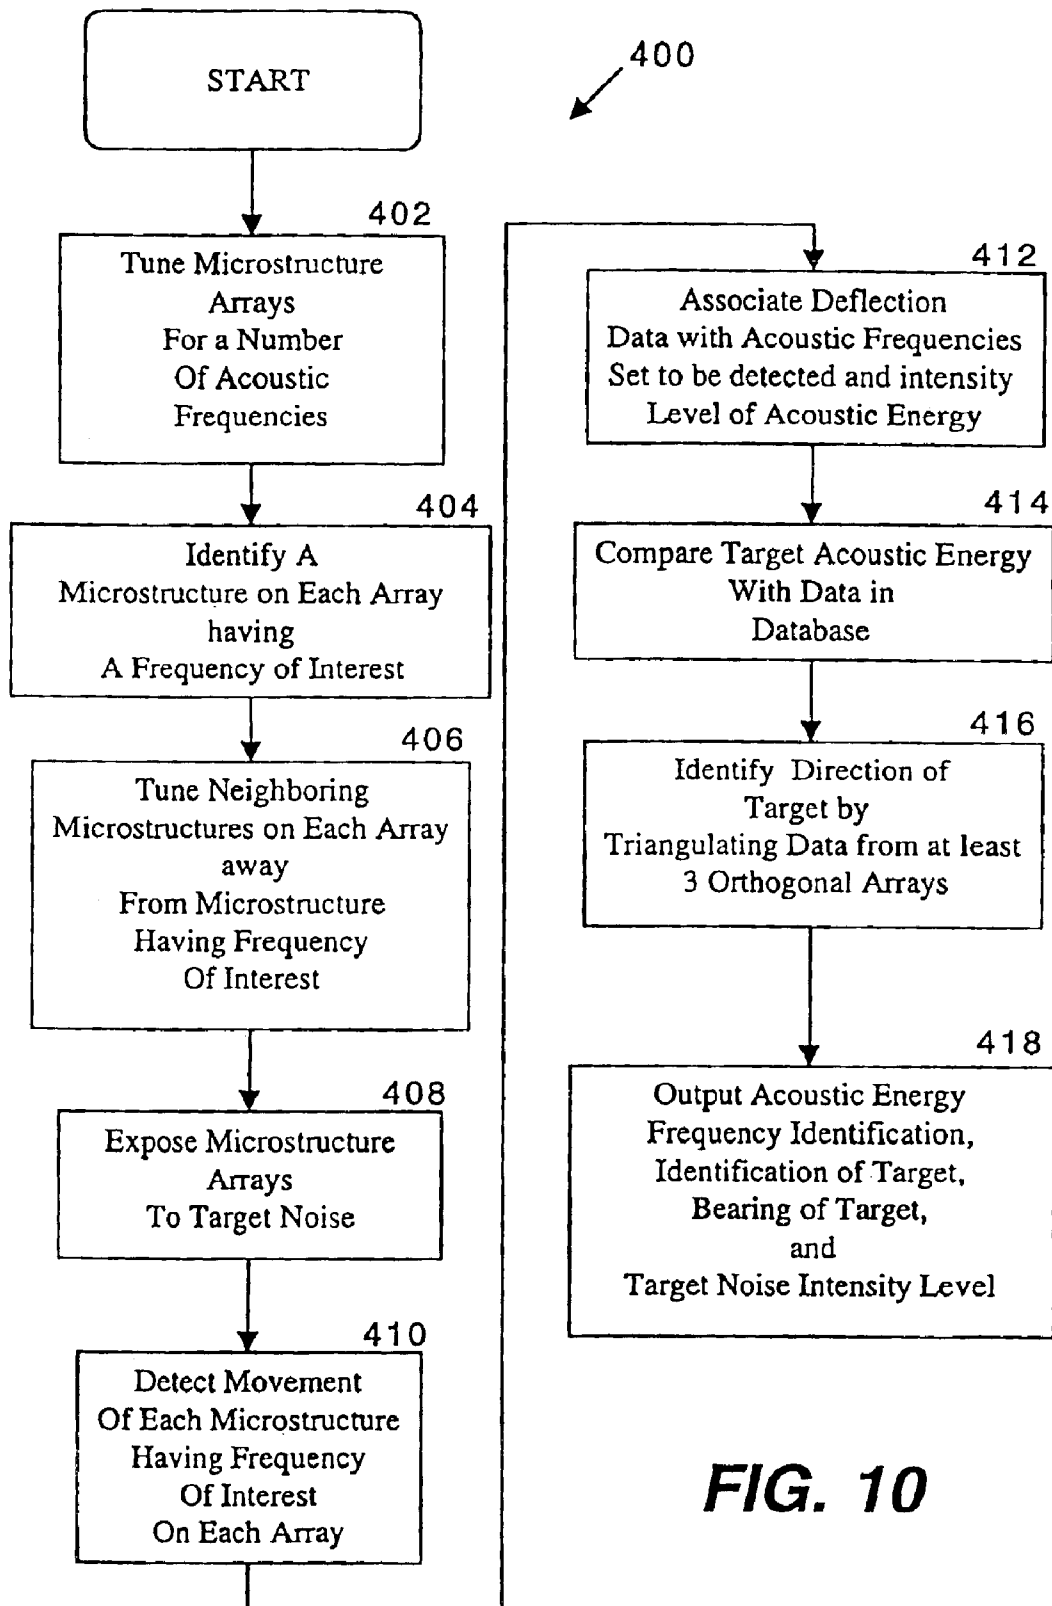 START
400
402
Tune Microstructure
Arrays
For a Number
Of Acoustic
Frequencies
404
Identify A
Microstructure on Each Array
having
A Frequency of Interest
406
Tune Neighboring
Microstructures on Each Array
away
From Microstructure
Having Frequency
Of Interest
408
Expose Microstructure
Arrays
To Target Noise
410
Detect Movement
Of Each Microstructure
Having Frequency
Of Interest
On Each Array
412
Associate Deflection
Data with Acoustic Frequencies
Set to be detected and intensity
Level of Acoustic Energy
414
Compare Target Acoustic Energy
With Data in
Database
416
Identify Direction of
Target by
Triangulating Data from at least
3 Orthogonal Arrays
418
Output Acoustic Energy
Frequency Identification,
Identification of Target,
Bearing of Target,
and
Target Noise Intensity Level
FIG. 10